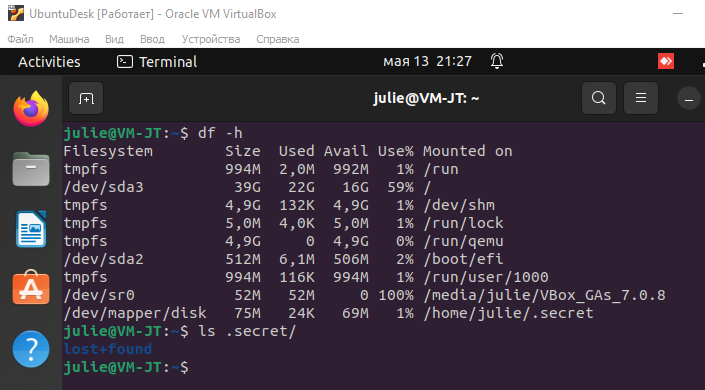 UbuntuDesk [Работает] - Oracle VM VirtualBox
Файл Машина Вид Ввод Устройства Справка
Activities Terminal мая 13 21:27
julie@VM-JT: ~
julie@VM-JT:~$ df -h
Filesystem Size Used Avail Use% Mounted on
tmpfs 994M 2,0M 992M 1% /run
/dev/sda3 39G 22G 16G 59% /
tmpfs 4,9G 132K 4,9G 1% /dev/shm
tmpfs 5,0M 4,0K 5,0M 1% /run/lock
tmpfs 4,9G 0 4,9G 0% /run/qemu
/dev/sda2 512M 6,1M 506M 2% /boot/efi
tmpfs 994M 116K 994M 1% /run/user/1000
/dev/sr0 52M 52M 0 100% /media/julie/VBox_GAs_7.0.8
/dev/mapper/disk 75M 24K 69M 1% /home/julie/.secret
julie@VM-JT:~$ ls .secret/
lost+found
julie@VM-JT:~$